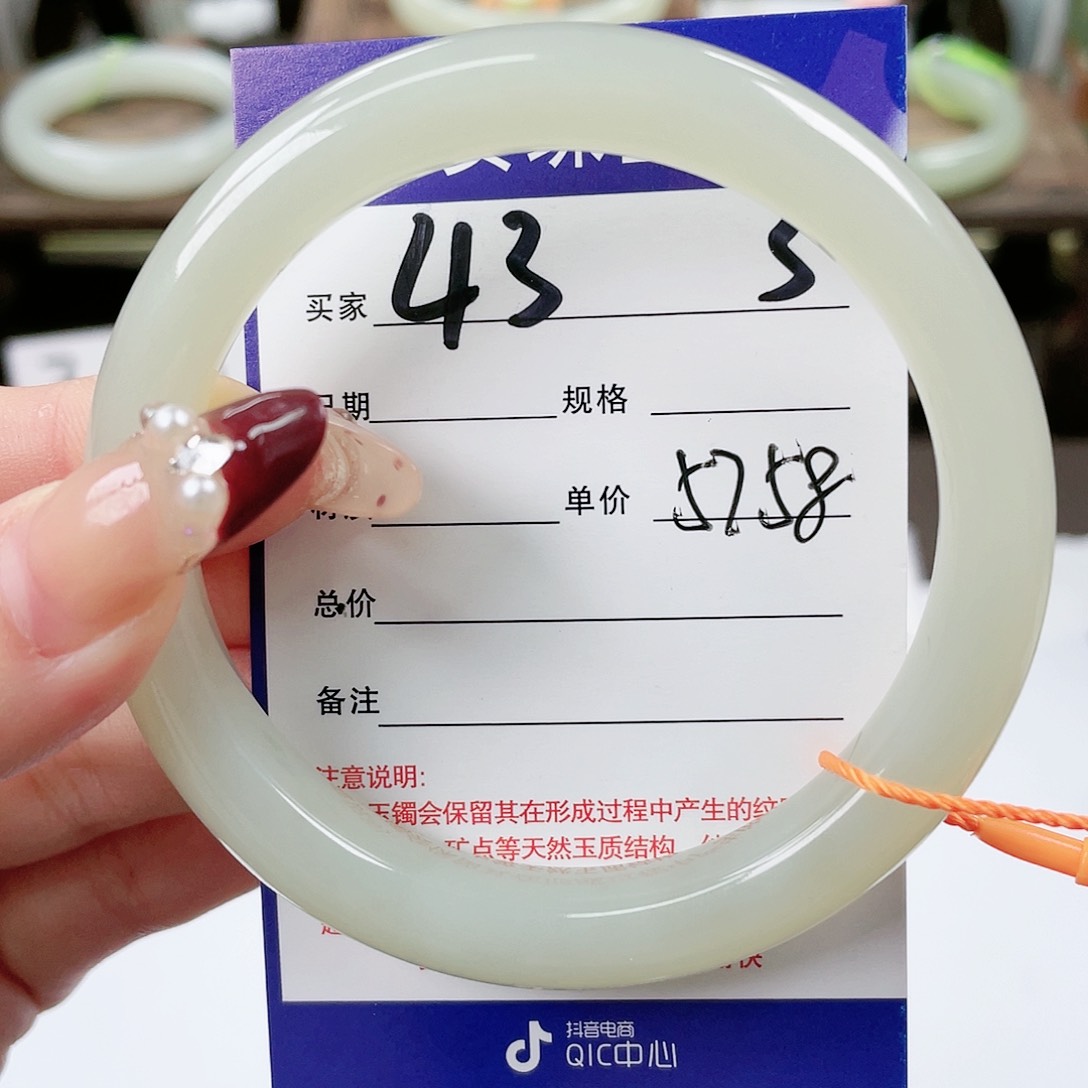 买家 43 5
日期 规格
单价 5758
总价
备注
注意说明:
玉镯会保留其在形成过程中产生的纹
矿点等天然玉质结构
抖音电商
QIC中心